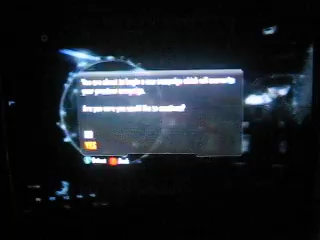 You are about to begin a new campaign which will overwrite
your previous campaign.
Are you sure you would like to continue?
NO
YES
Select Back